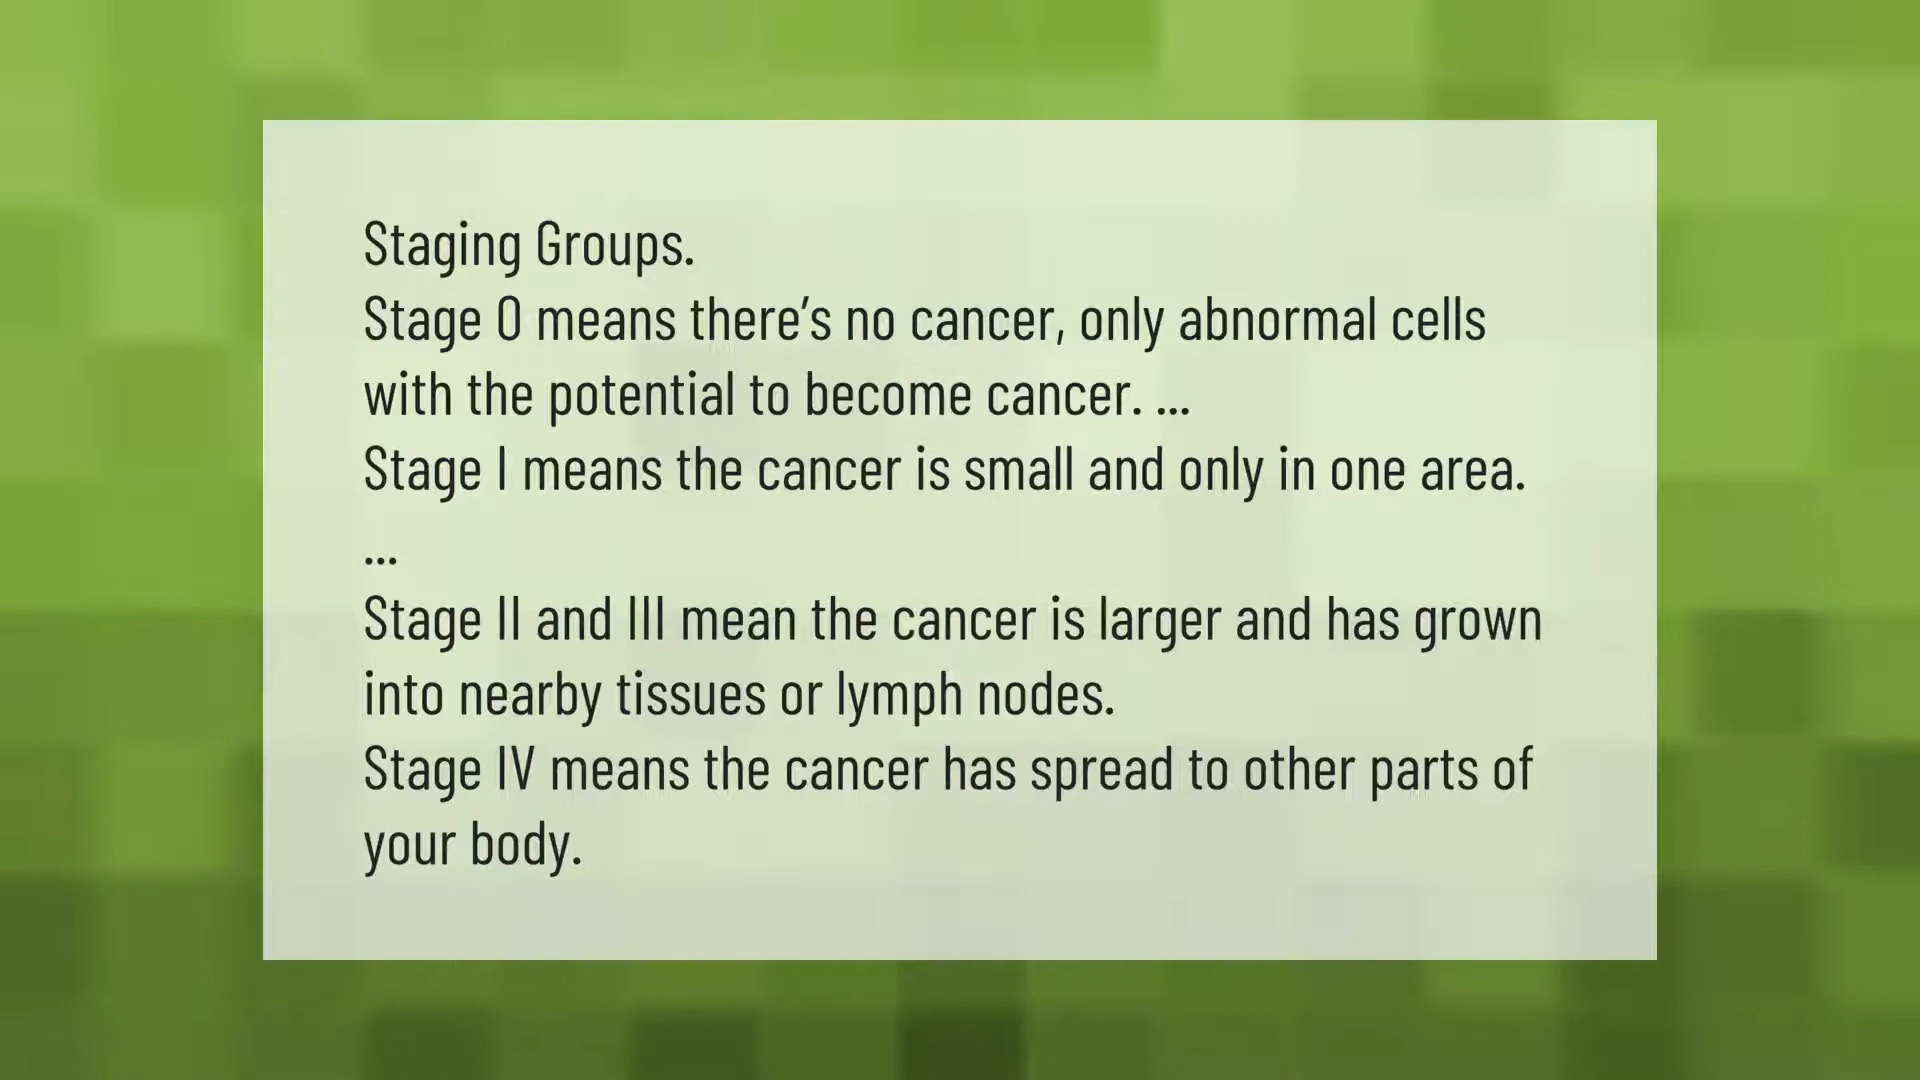 Staging Groups.
Stage 0 means there’s no cancer, only abnormal cells
with the potential to become cancer. ...
Stage I means the cancer is small and only in one area.
...
Stage II and III mean the cancer is larger and has grown
into nearby tissues or lymph nodes.
Stage IV means the cancer has spread to other parts of
your body.